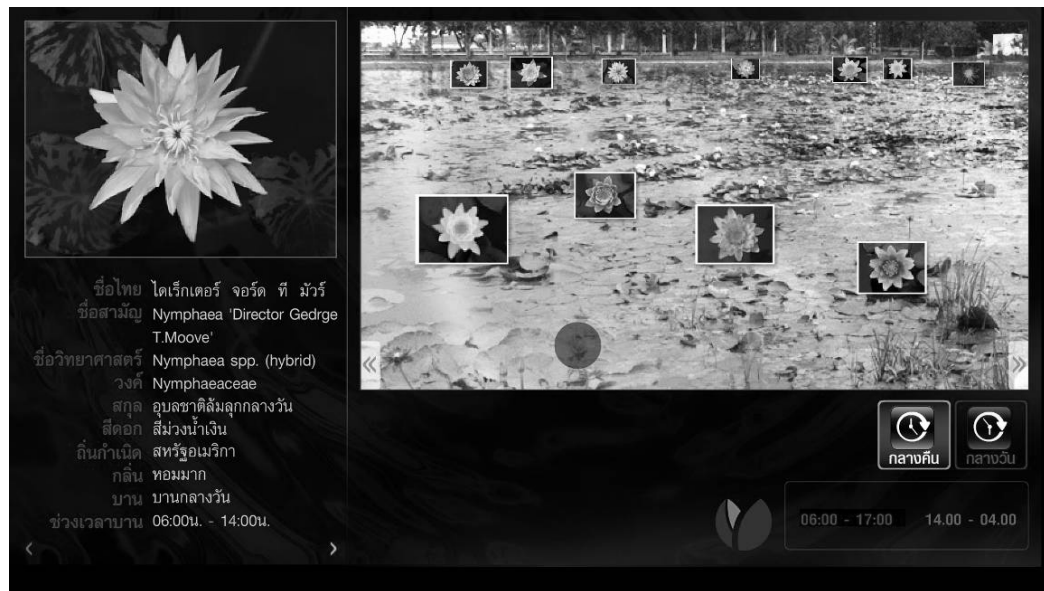 ชื่อไทย ไดเร็กเตอร์ จอร์ด ที มัวร์
ชื่อสามัญ Nymphaea 'Director Gedrge
T.Moove'
ชื่อวิทยาศาสตร์ Nymphaea spp. (hybrid)
วงศ์ Nymphaeaceae
สกุล อุบลชาติล้มลุกกลางวัน
สีดอก สีม่วงน้ำเงิน
ถิ่นกำเนิด สหรัฐอเมริกา
กลิ่น หอมมาก
บาน บานกลางวัน
ช่วงเวลาบาน 06:00น. - 14:00น.
‹ ›
« »
กลางคืน กลางวัน
06:00 - 17:00 14.00 - 04.00